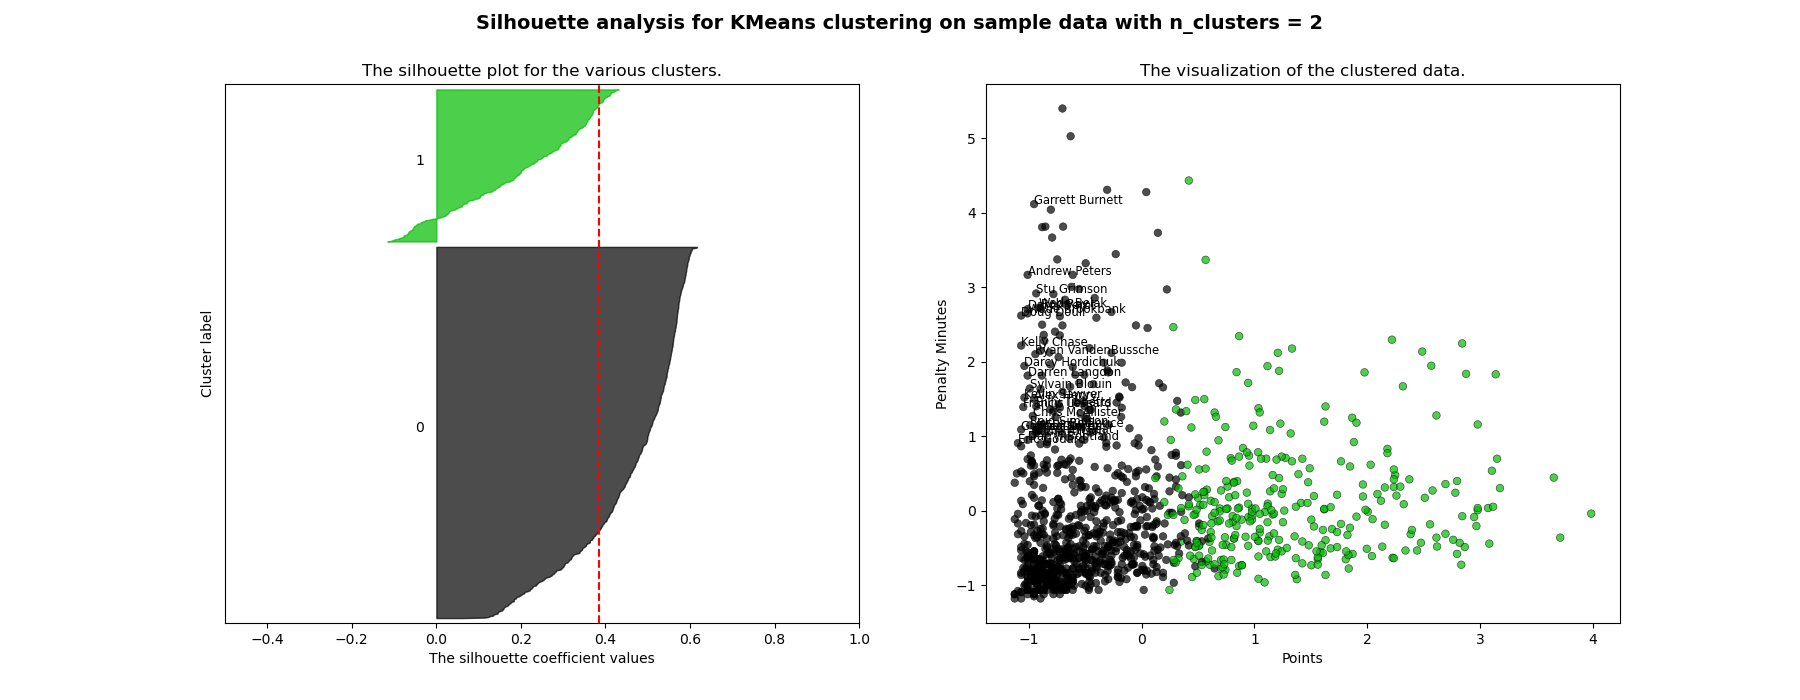 Silhouette analysis for KMeans clustering on sample data with n_clusters = 2
The silhouette plot for the various clusters.
1
0
Cluster label
−0.4
−0.2
0.0
0.2
0.4
0.6
0.8
1.0
The silhouette coefficient values
The visualization of the clustered data.
Penalty Minutes
5
4
3
2
1
0
−1
Garrett Burnett
Andrew Peters
Stu Grimson
Kelly Chase
Ryan VandenBussche
Darcy Hordichuk
Darren Langdon
Sylvain Blouin
−1
0
1
2
3
4
Points